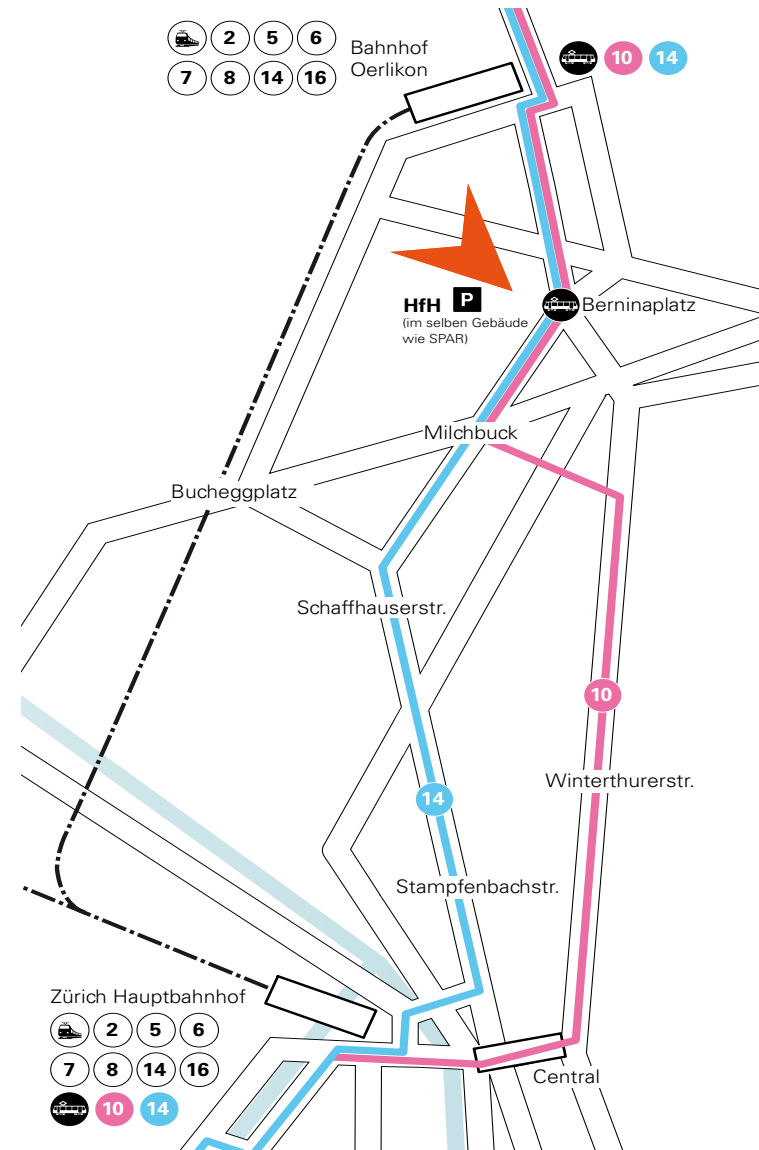 2 5 6
7 8 14 16
Bahnhof
Oerlikon
10 14
HfH P
(im selben Gebäude
wie SPAR)
Berninaplatz
Milchbuck
Bucheggplatz
Schaffhauserstr.
10
Winterthurerstr.
14
Stampfenbachstr.
Zürich Hauptbahnhof
2 5 6
7 8 14 16
10 14
Central